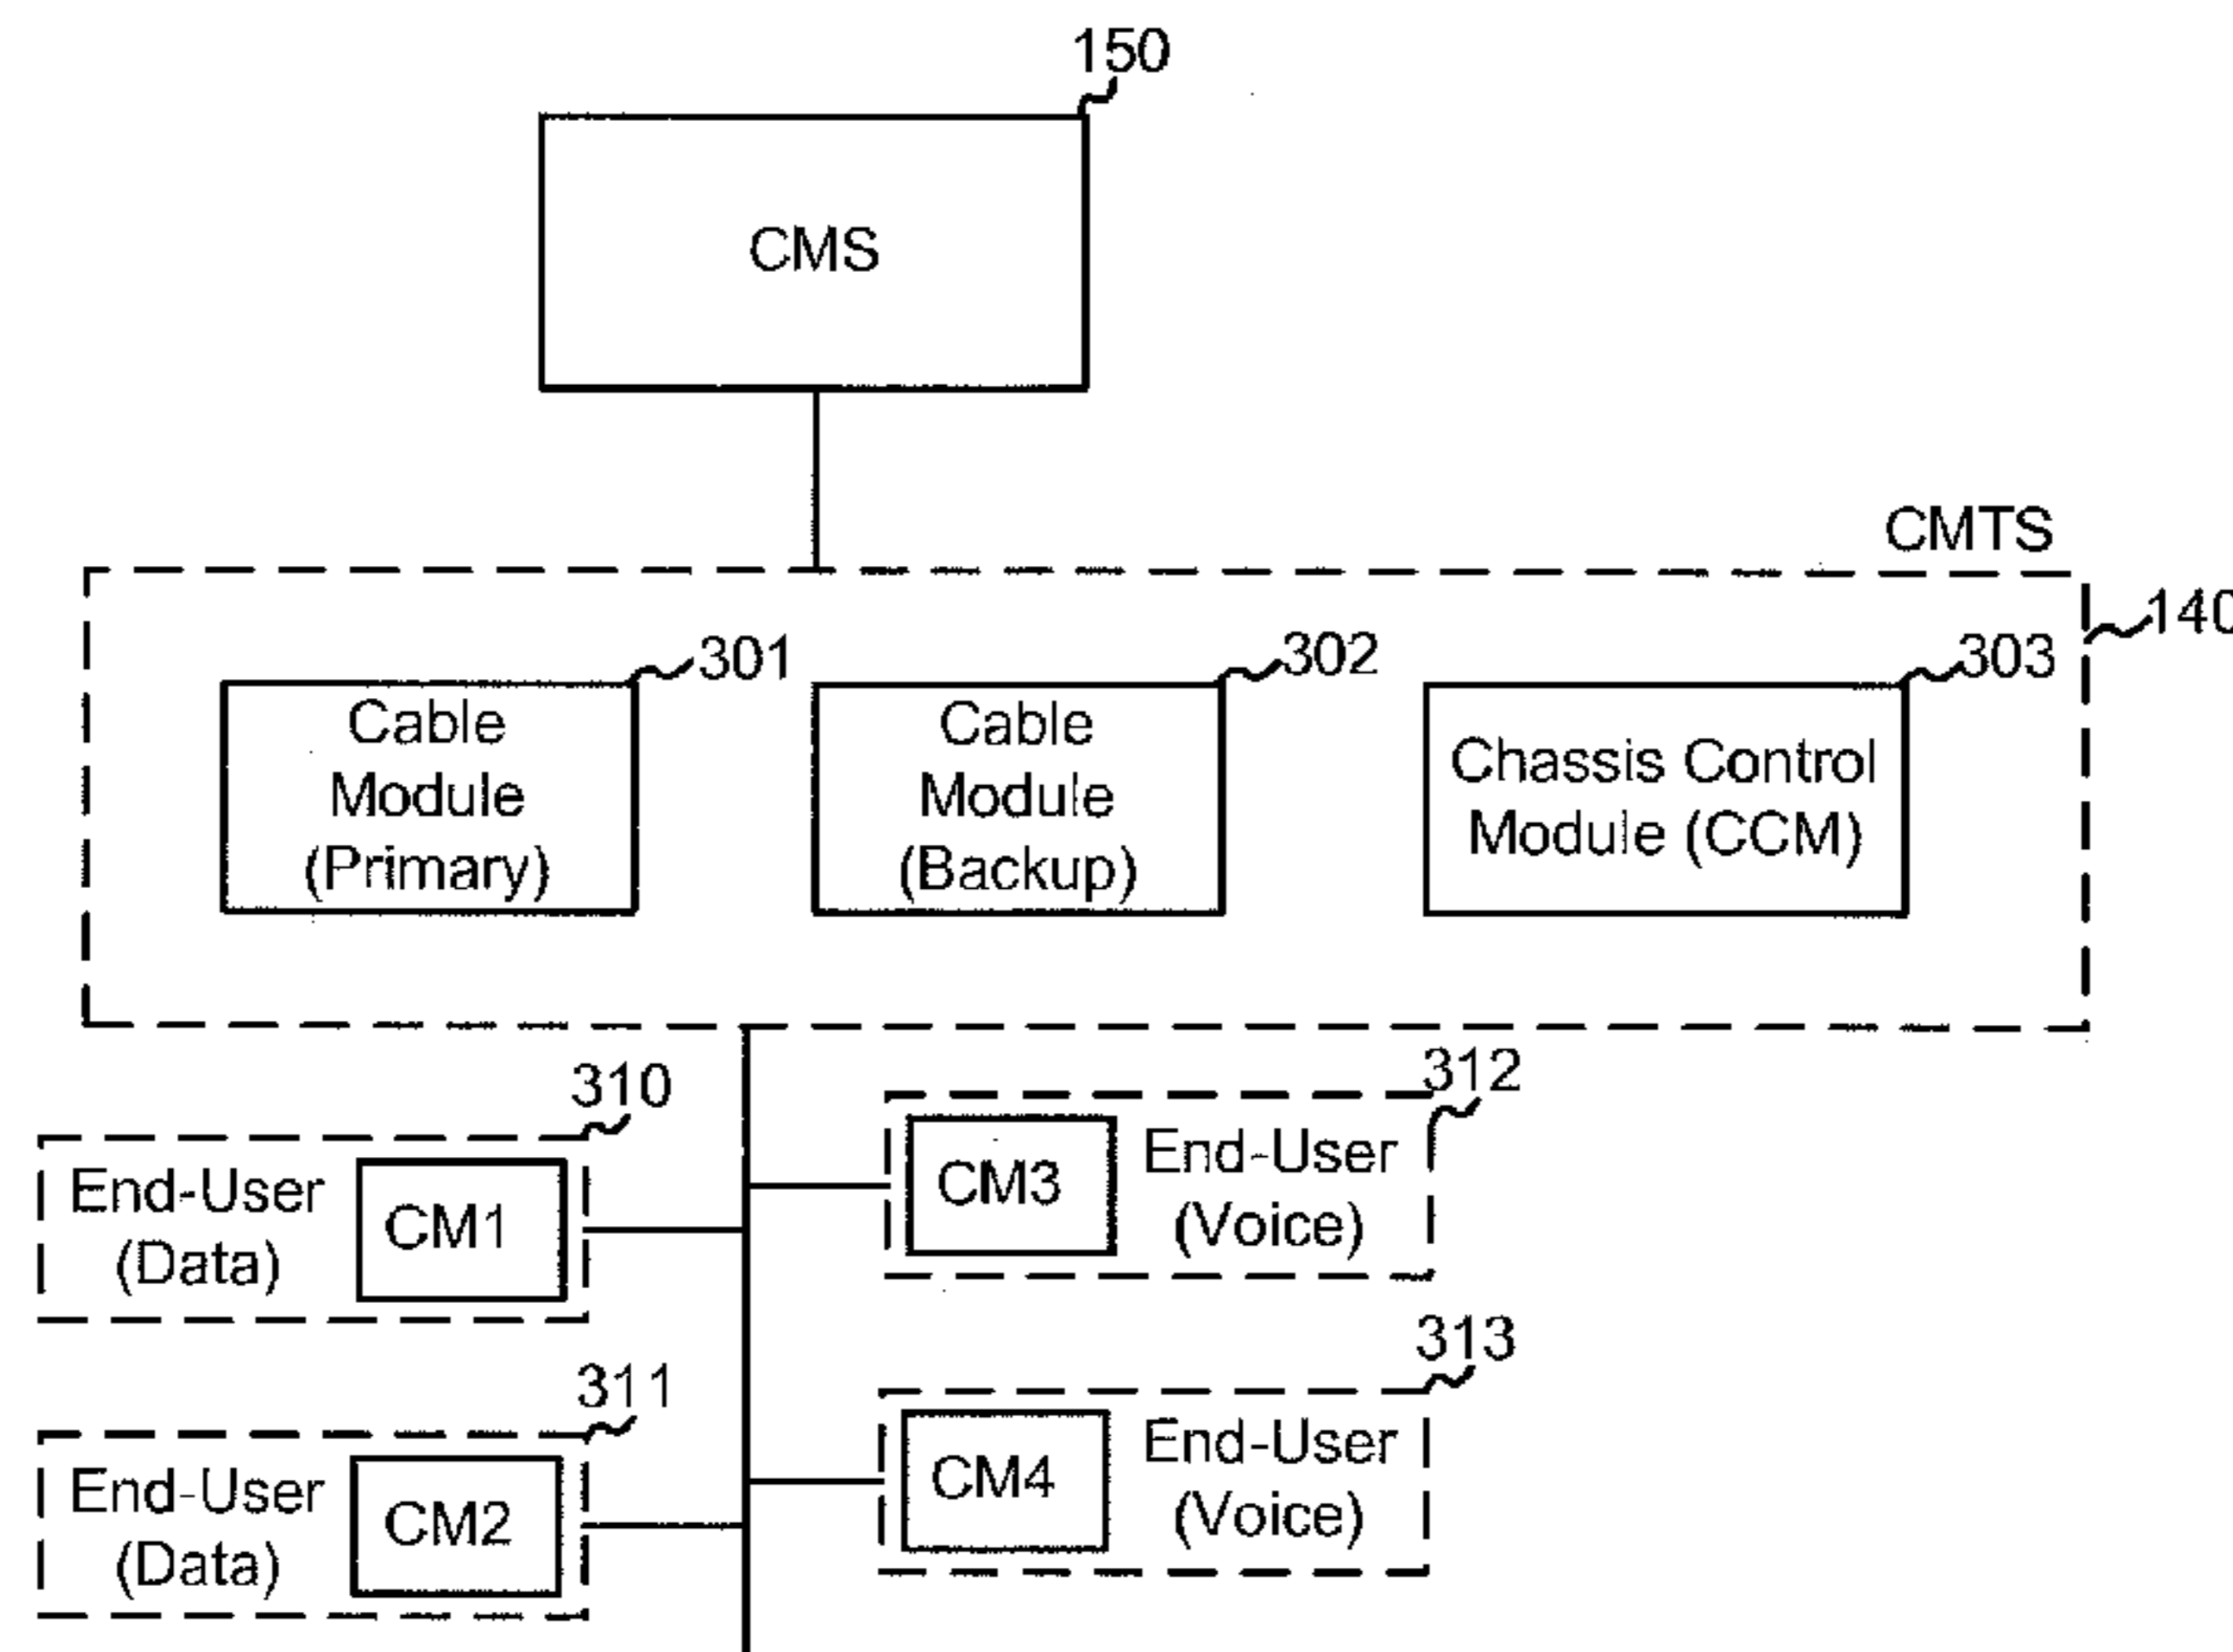 150
CMS
CMTS
140
301
302
303
Cable
Module
(Primary)
Cable
Module
(Backup)
Chassis Control
Module (CCM)
310
End-User
(Data)
CM1
312
CM3
End-User
(Voice)
311
End-User
(Data)
CM2
313
CM4
End-User
(Voice)